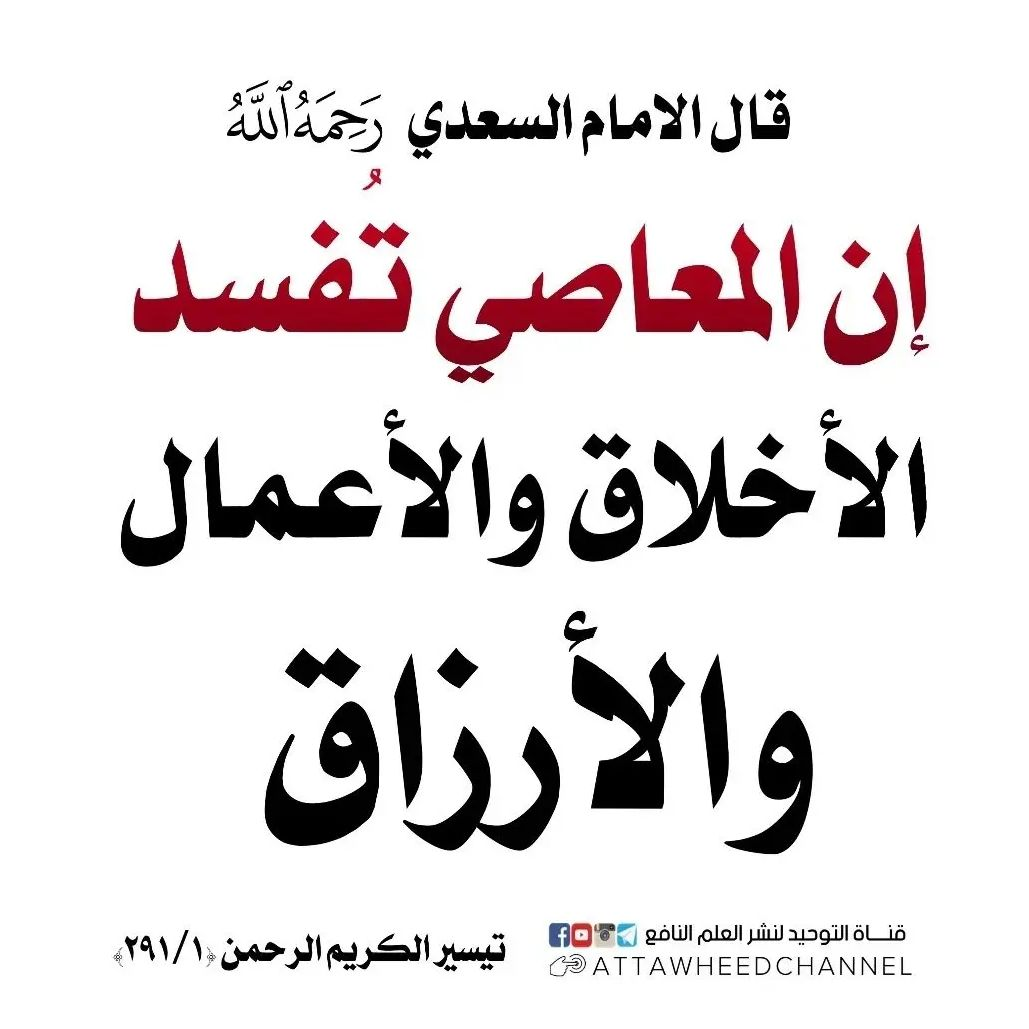 قال الامام السعدي رَحِمَهُ ٱللَّهُ
إن المعاصي تُفسد
الأخلاق والأعمال
والأرزاق
قناة التوحيد لنشر العلم النافع
ATTAWHEEDCHANNEL
تيسير الكريم الرحمن ﴿٢٩١/١﴾